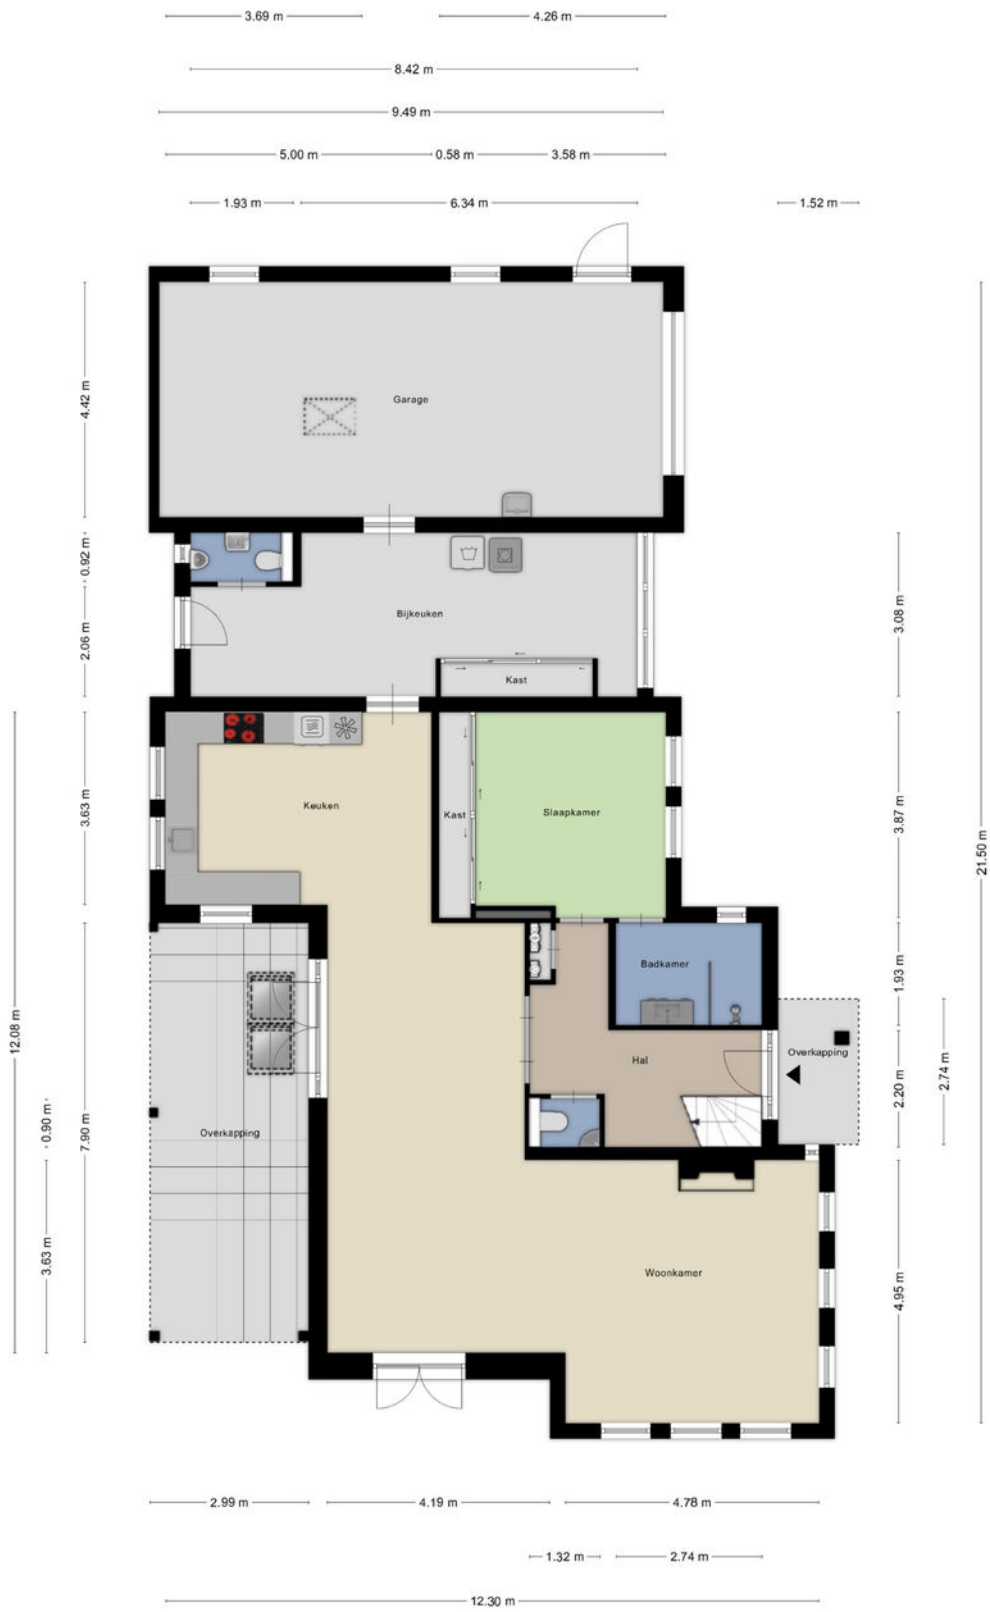 3.69 m
4.26 m
8.42 m
9.49 m
5.00 m
0.58 m
3.58 m
1.93 m
6.34 m
1.52 m
4.42 m
Garage
0.92 m
2.06 m
Bijkeuken
Kast
3.08 m
3.63 m
Keuken
Kast
Slaapkamer
3.87 m
21.50 m
12.08 m
Badkamer
1.93 m
Hal
Overkapping
2.20 m
2.74 m
0.90 m
7.90 m
Overkapping
3.63 m
Woonkamer
4.95 m
2.99 m
4.19 m
4.78 m
1.32 m
2.74 m
12.30 m